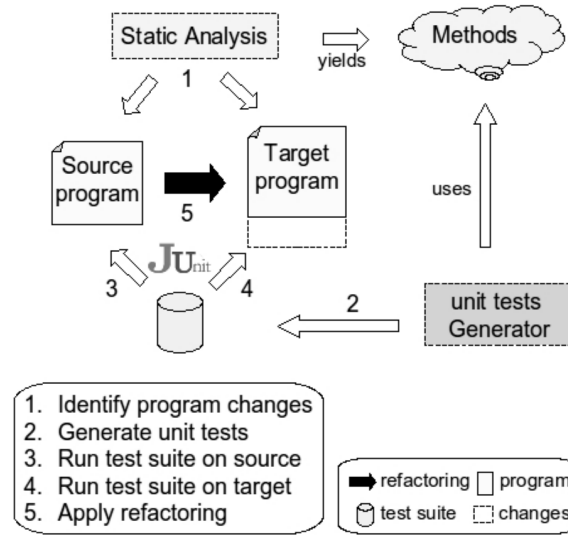 Static Analysis
yields
Methods
1
Source
program
Target
program
5
uses
JUnit
3
4
2
unit tests
Generator
1. Identify program changes
2. Generate unit tests
3. Run test suite on source
4. Run test suite on target
5. Apply refactoring
refactoring
program
test suite
changes